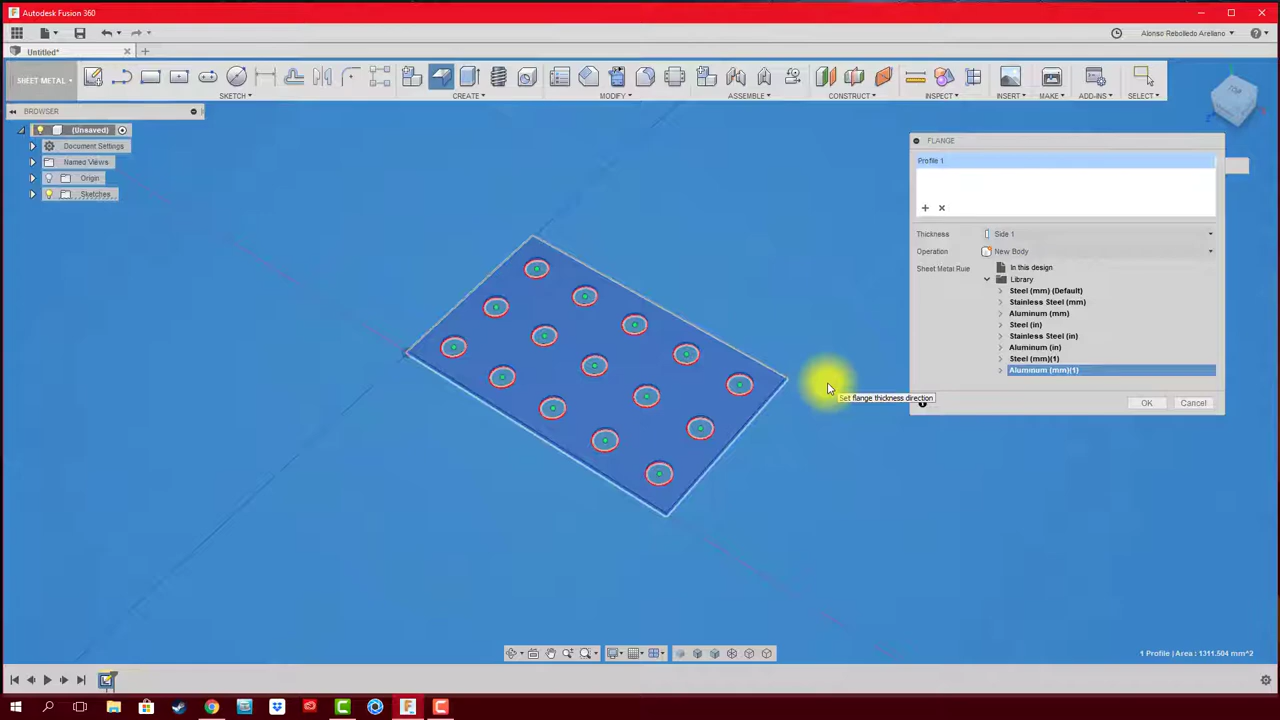 Autodesk Fusion 360
Alonso Rebolledo Arellano
Untitled*
SHEET METAL
SKETCH
CREATE
MODIFY
ASSEMBLE
CONSTRUCT
INSPECT
INSERT
MAKE
ADD-INS
SELECT
BROWSER
(Unsaved)
Document Settings
Named Views
Origin
Sketches
TOP
Z
FLANGE
Profile 1
Thickness
Side 1
Operation
New Body
Sheet Metal Rule
In this design
Library
Steel (mm) (Default)
Stainless Steel (mm)
Aluminum (mm)
Steel (in)
Stainless Steel (in)
Aluminum (in)
Steel (mm)(1)
Aluminum (mm)(1)
OK
Cancel
Set flange thickness direction
1 Profile | Area : 1311.504 mm^2